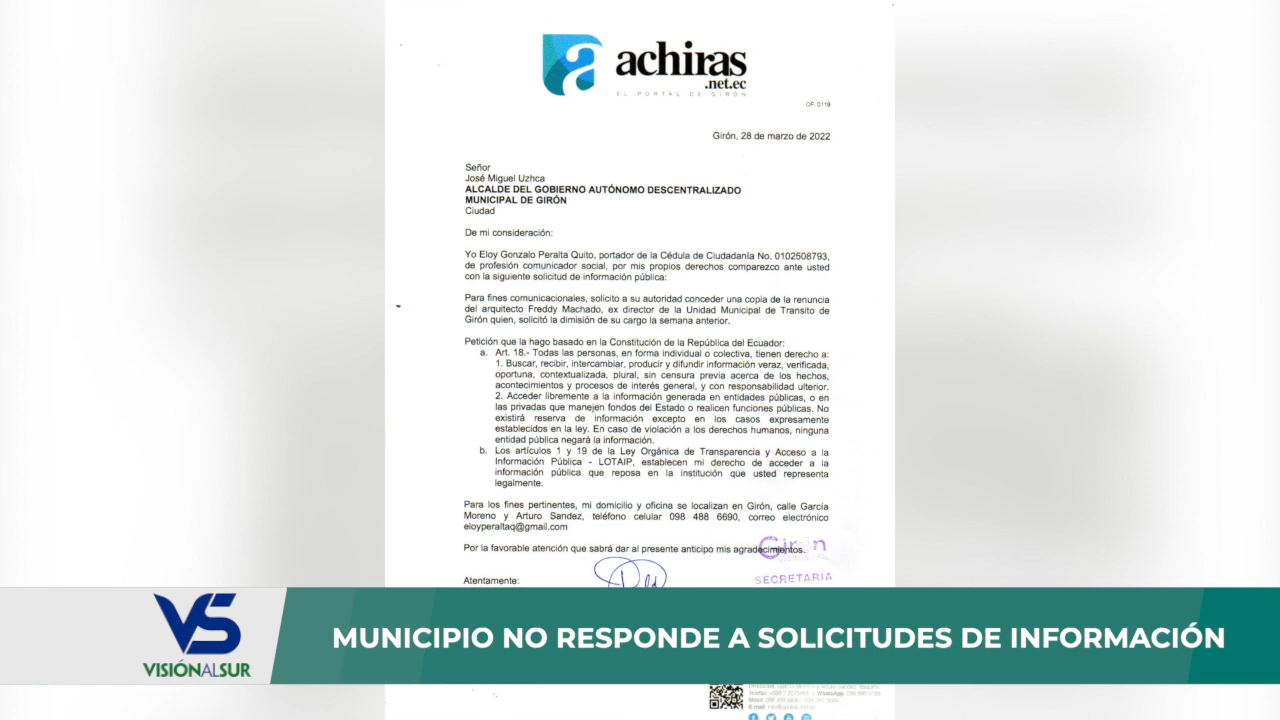 achiras
.net.ec
EL PORTAL DE GIRÓN
OF. 0119
Girón, 28 de marzo de 2022
Señor
José Miguel Uzhca
ALCALDE DEL GOBIERNO AUTÓNOMO DESCENTRALIZADO
MUNICIPAL DE GIRÓN
Ciudad
De mi consideración:
Yo Eloy Gonzalo Peralta Quito, portador de la Cédula de Ciudadanía No. 0102508793,
de profesión comunicador social, por mis propios derechos comparezco ante usted
con la siguiente solicitud de información pública:
Para fines comunicacionales, solicito a su autoridad conceder una copia de la renuncia
del arquitecto Freddy Machado, ex director de la Unidad Municipal de Transito de
Girón quien, solicitó la dimisión de su cargo la semana anterior.
Petición que la hago basado en la Constitución de la República del Ecuador:
a. Art. 18.- Todas las personas, en forma individual o colectiva, tienen derecho a:
1. Buscar, recibir, intercambiar, producir y difundir información veraz, verificada,
oportuna, contextualizada, plural, sin censura previa acerca de los hechos,
acontecimientos y procesos de interés general, y con responsabilidad ulterior.
2. Acceder libremente a la información generada en entidades públicas, o en
las privadas que manejen fondos del Estado o realicen funciones públicas. No
existirá reserva de información excepto en los casos expresamente
establecidos en la ley. En caso de violación a los derechos humanos, ninguna
entidad pública negará la información.
b. Los artículos 1 y 19 de la Ley Orgánica de Transparencia y Acceso a la
Información Pública - LOTAIP, establecen mi derecho de acceder a la
información pública que reposa en la institución que usted representa
legalmente.
Para los fines pertinentes, mi domicilio y oficina se localizan en Girón, calle García
Moreno y Arturo Sandez, teléfono celular 098 488 6690, correo electrónico
eloyperaltaq@gmail.com
Por la favorable atención que sabrá dar al presente anticipo mis agradecimientos.
Girón
SECRETARÍA
Atentamente:
VS
VISIÓNALSUR
MUNICIPIO NO RESPONDE A SOLICITUDES DE INFORMACIÓN